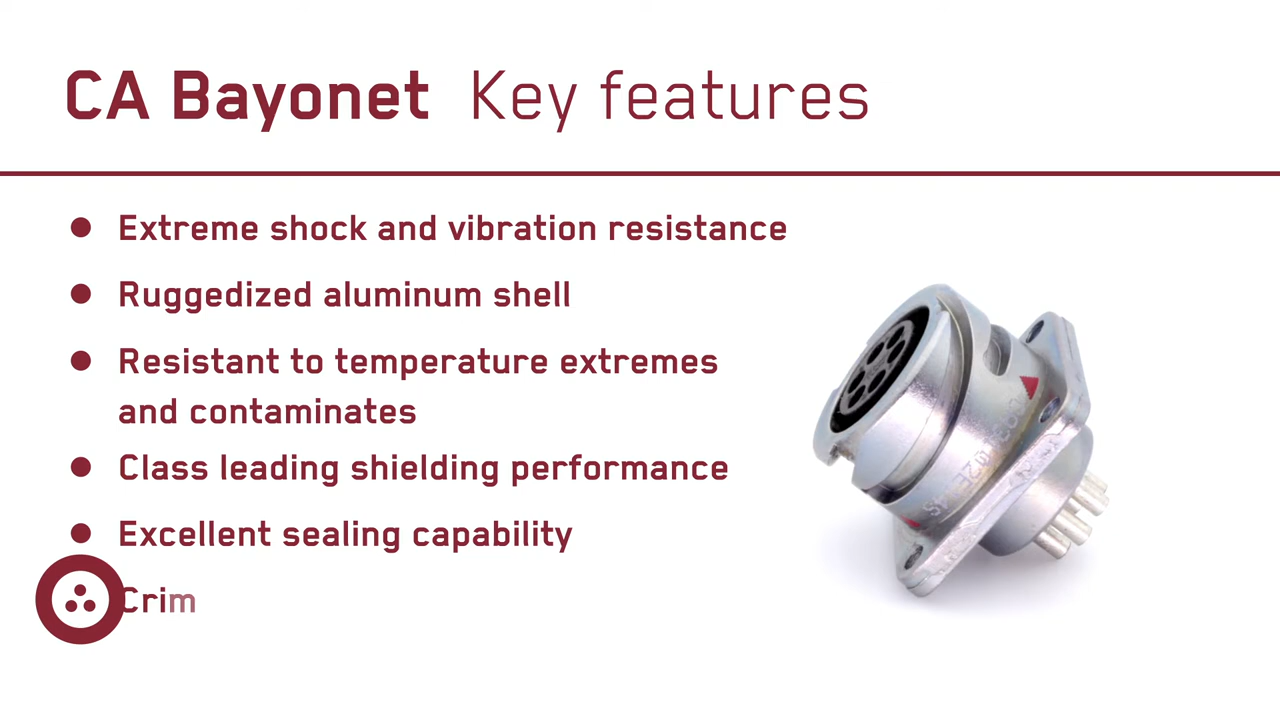 CA Bayonet Key features
Extreme shock and vibration resistance
Ruggedized aluminum shell
Resistant to temperature extremes
and contaminates
Class leading shielding performance
Excellent sealing capability
Crim